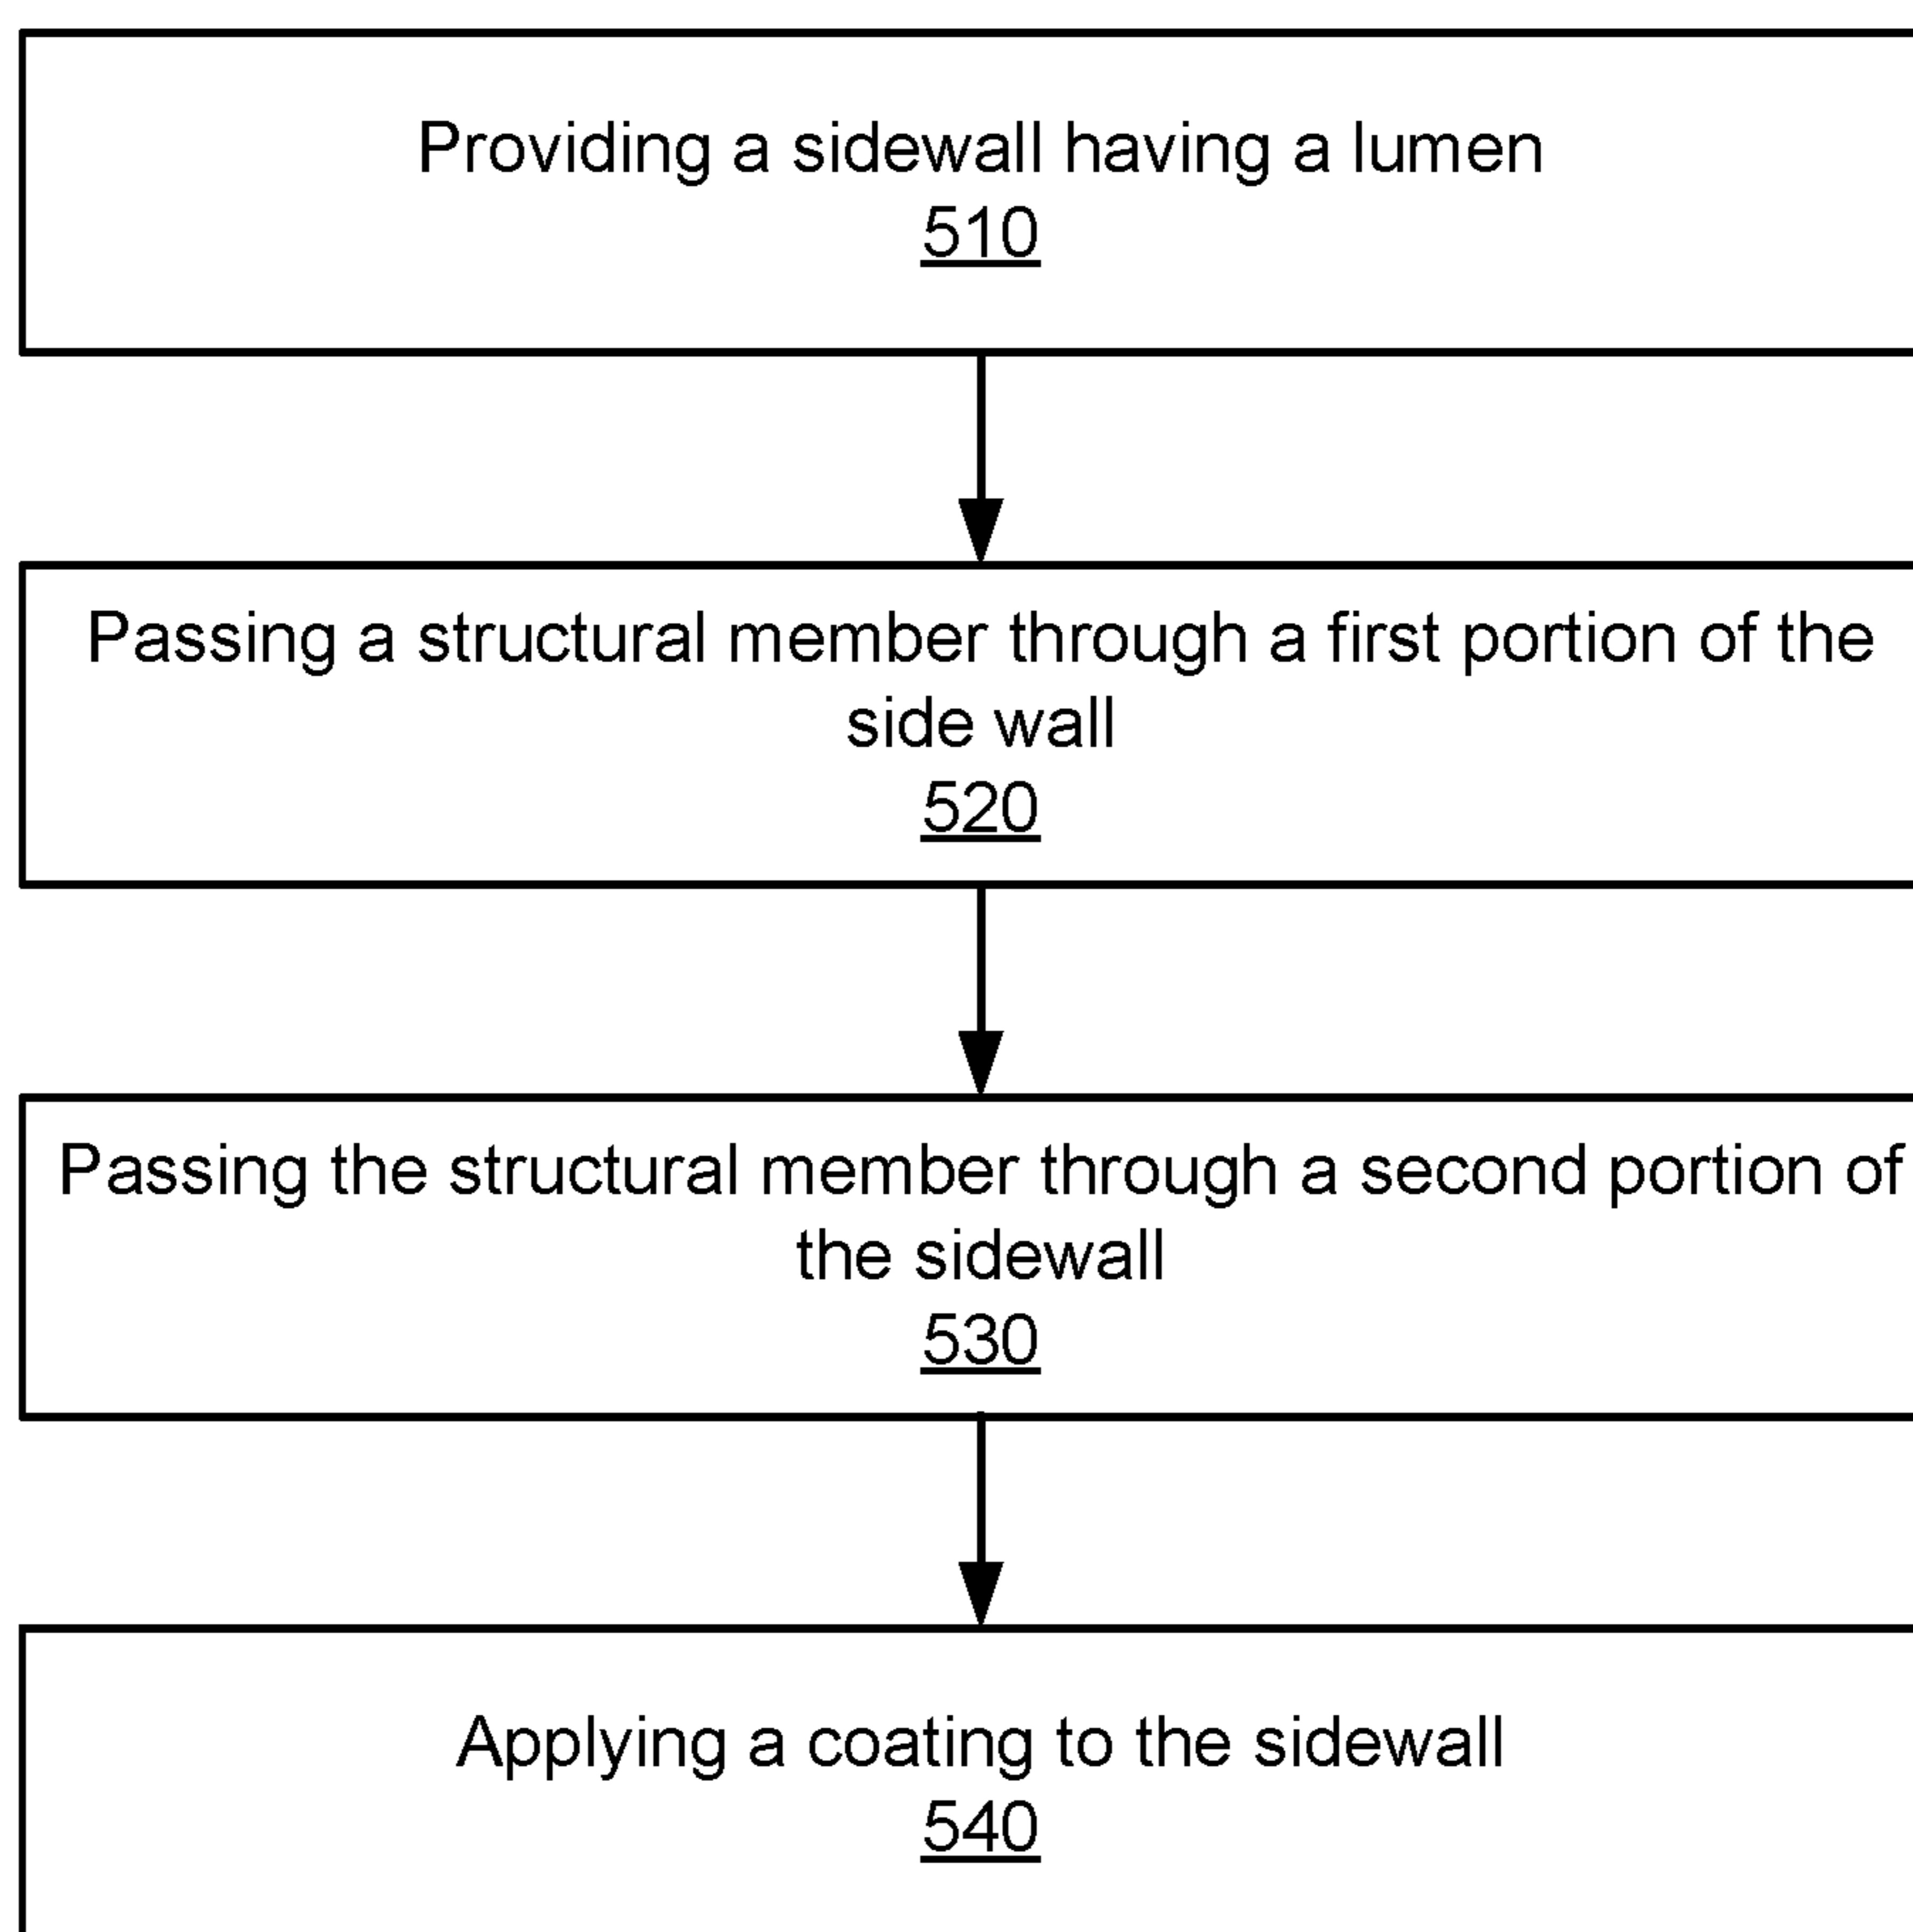 Providing a sidewall having a lumen
510
Passing a structural member through a first portion of the
side wall
520
Passing the structural member through a second portion of
the sidewall
530
Applying a coating to the sidewall
540